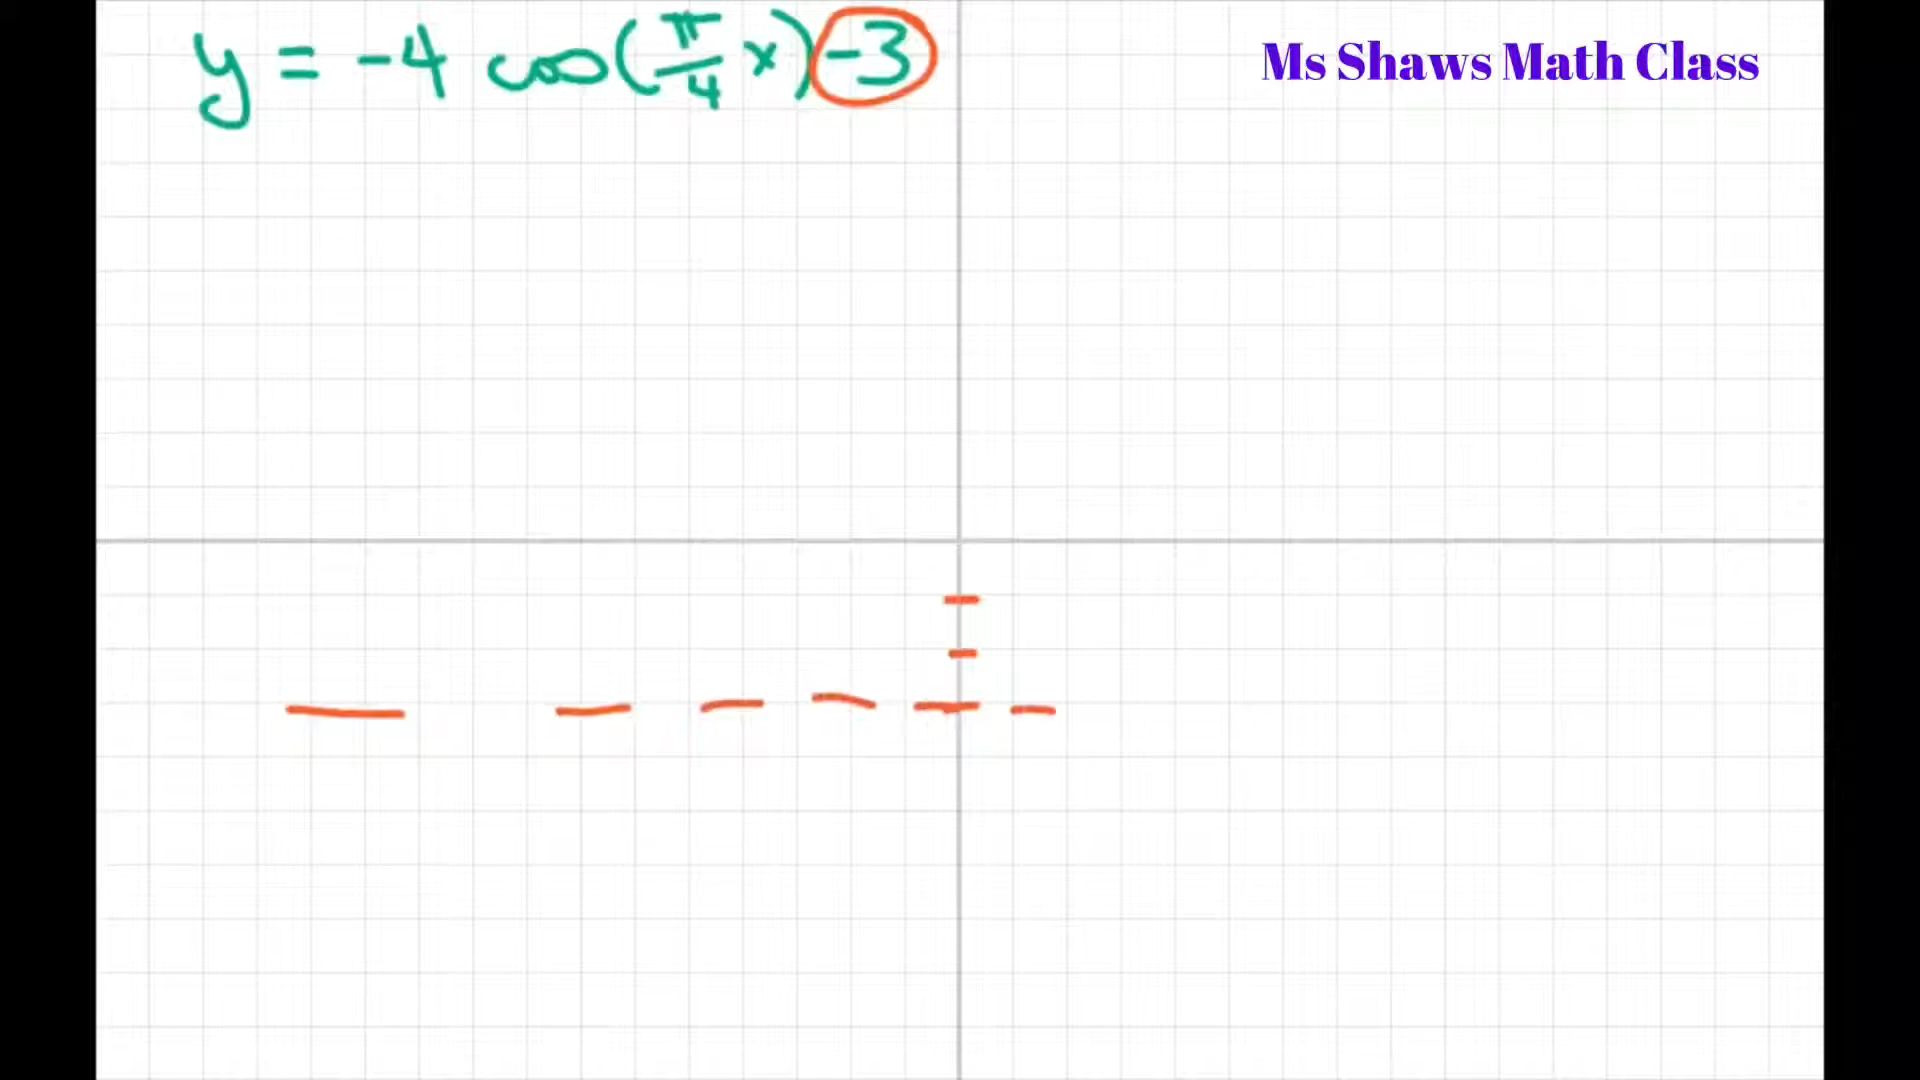 y = -4 cos(π/4 x) -3
Ms Shaws Math Class